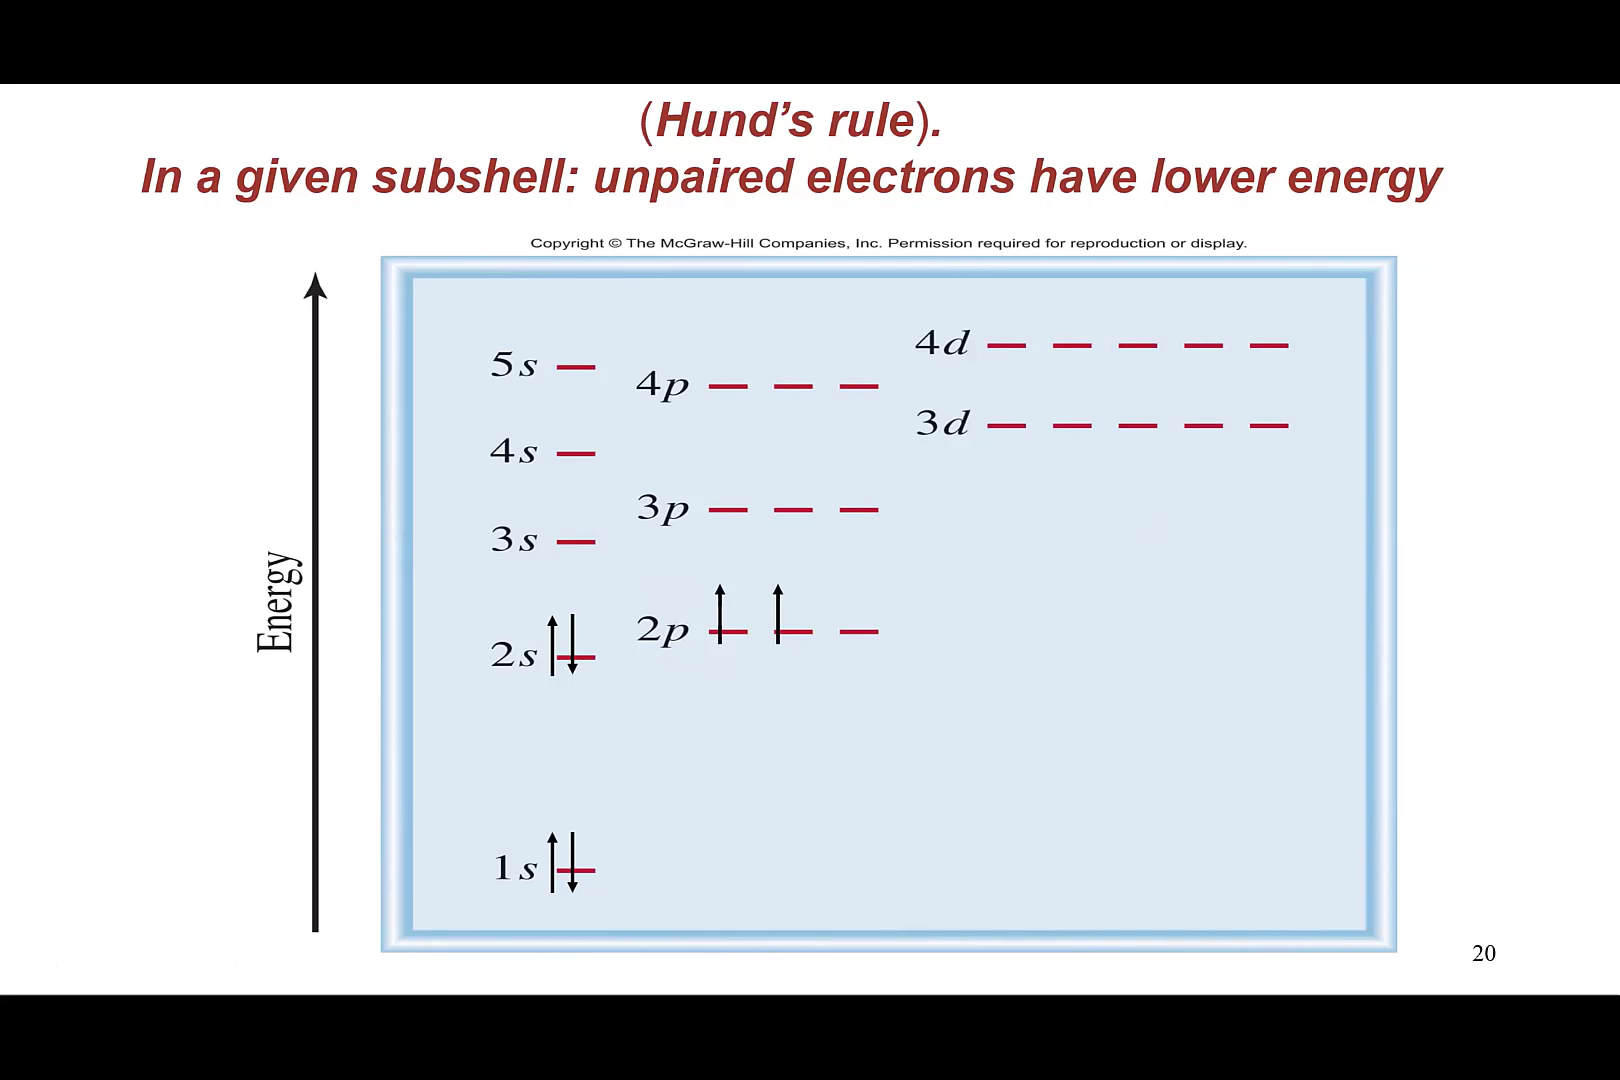 (Hund’s rule).
In a given subshell: unpaired electrons have lower energy
Copyright © The McGraw-Hill Companies, Inc. Permission required for reproduction or display.
4d
5s
4p
3d
4s
3p
3s
Energy
2p
2s
1s
20